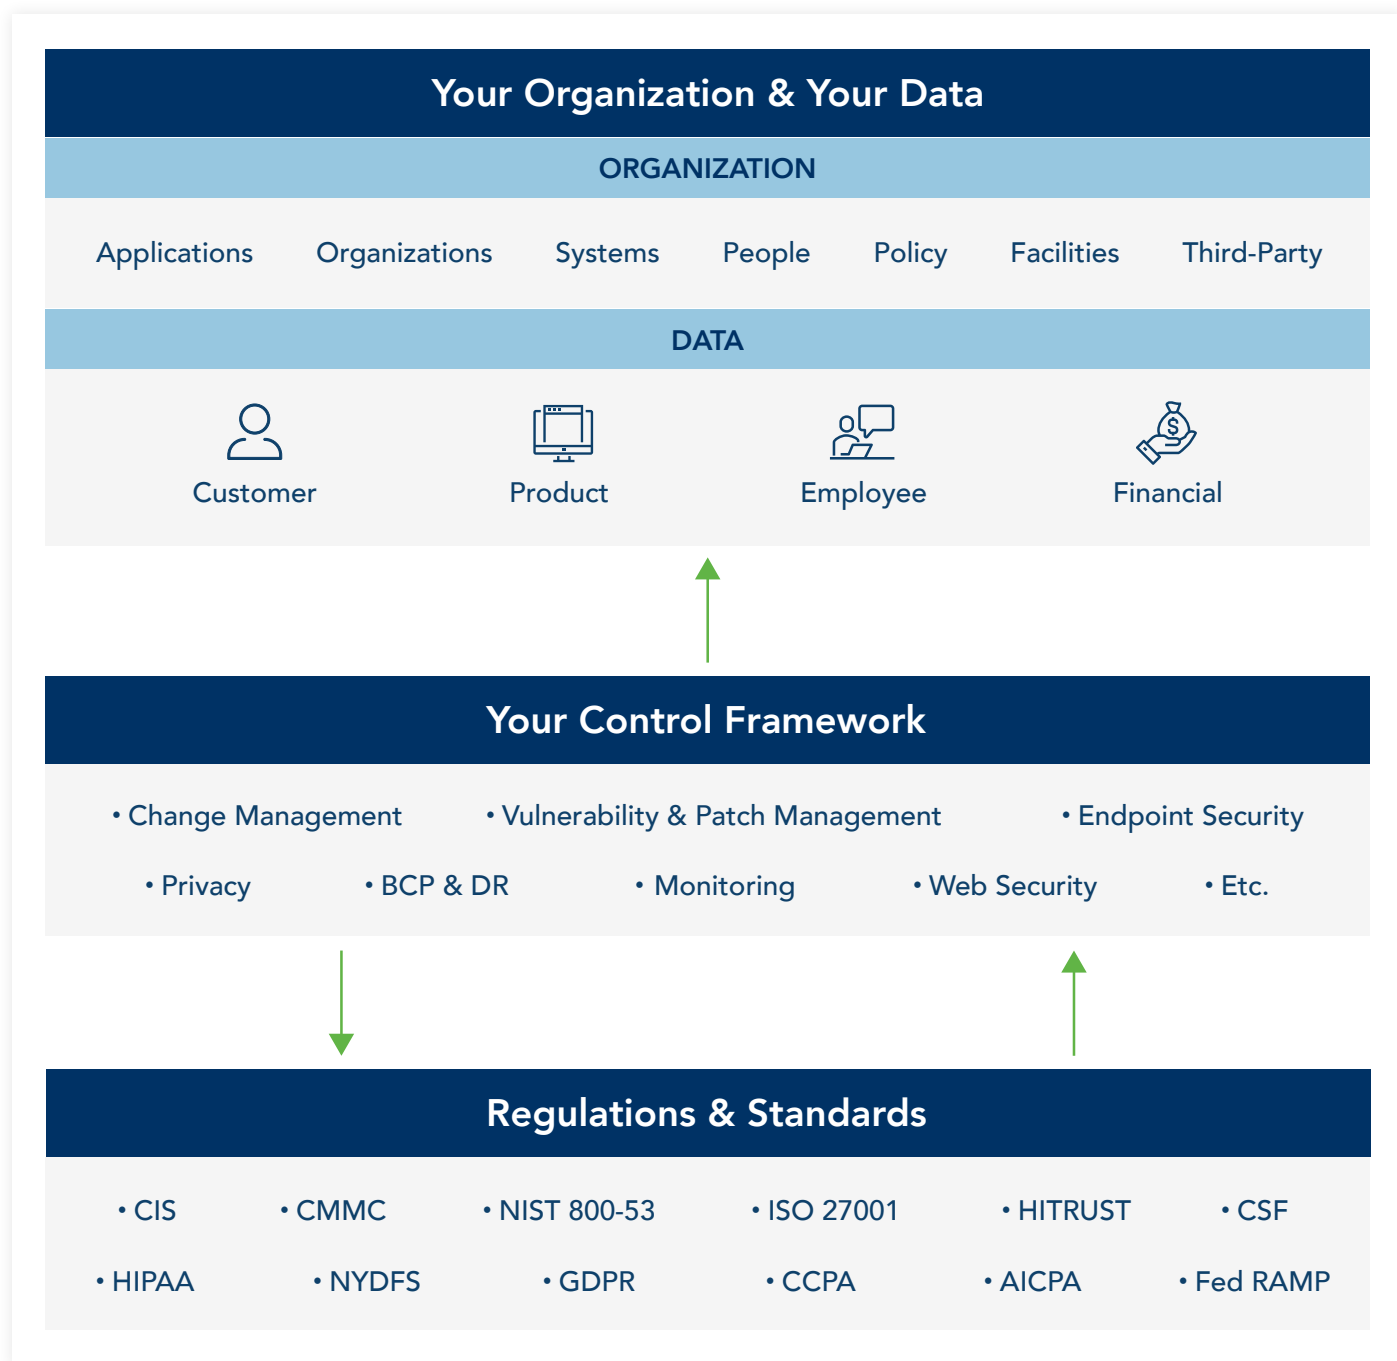 Your Organization & Your Data
ORGANIZATION
Applications Organizations Systems People Policy Facilities Third-Party
DATA
Customer Product Employee Financial
Your Control Framework
• Change Management • Vulnerability & Patch Management • Endpoint Security
• Privacy • BCP & DR • Monitoring • Web Security • Etc.
Regulations & Standards
• CIS • CMMC • NIST 800-53 • ISO 27001 • HITRUST • CSF
• HIPAA • NYDFS • GDPR • CCPA • AICPA • Fed RAMP